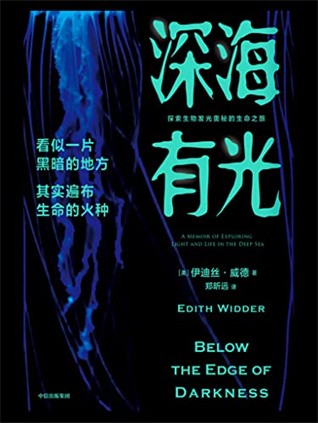 深海
探索生物发光奥秘的生命之旅
有光
看似一片
黑暗的地方
其实遍布
生命的火种
A Memoir of Exploring
Light and Life in the Deep Sea
[美] 伊迪丝·威德 著
郑昕远 译
Edith Widder
Below
the Edge of
Darkness
中信出版集团